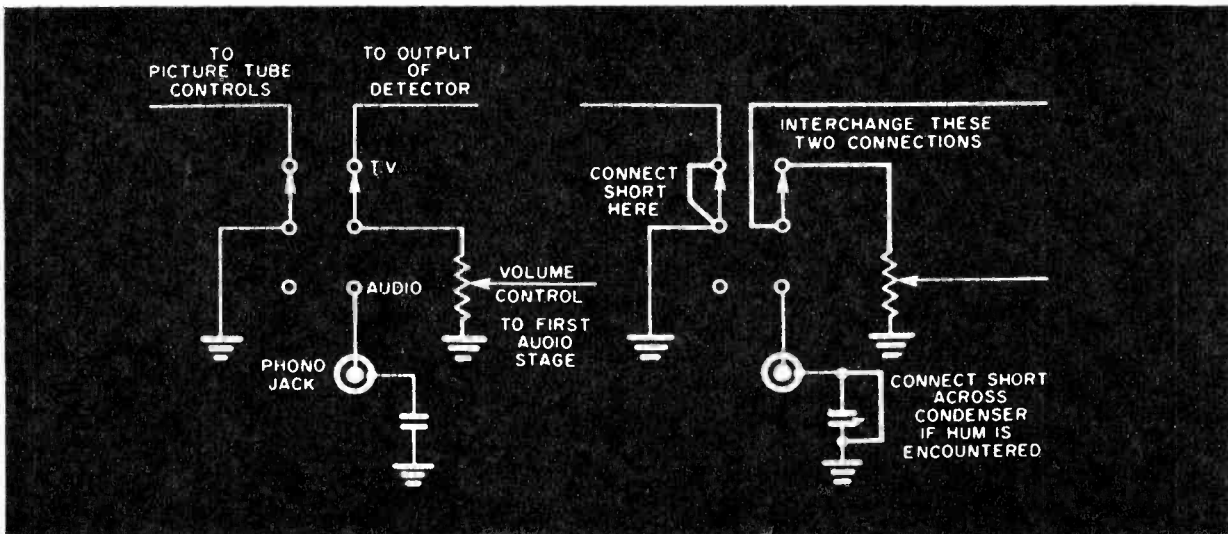 TO
PICTURE TUBE
CONTROLS
TO OUTPUT
OF
DETECTOR
T.V.
AUDIO
VOLUME
CONTROL
TO FIRST
AUDIO
STAGE
PHONO
JACK
INTERCHANGE THESE
TWO CONNECTIONS
CONNECT
SHORT
HERE
CONNECT SHORT
ACROSS
CONDENSER
IF HUM IS
ENCOUNTERED